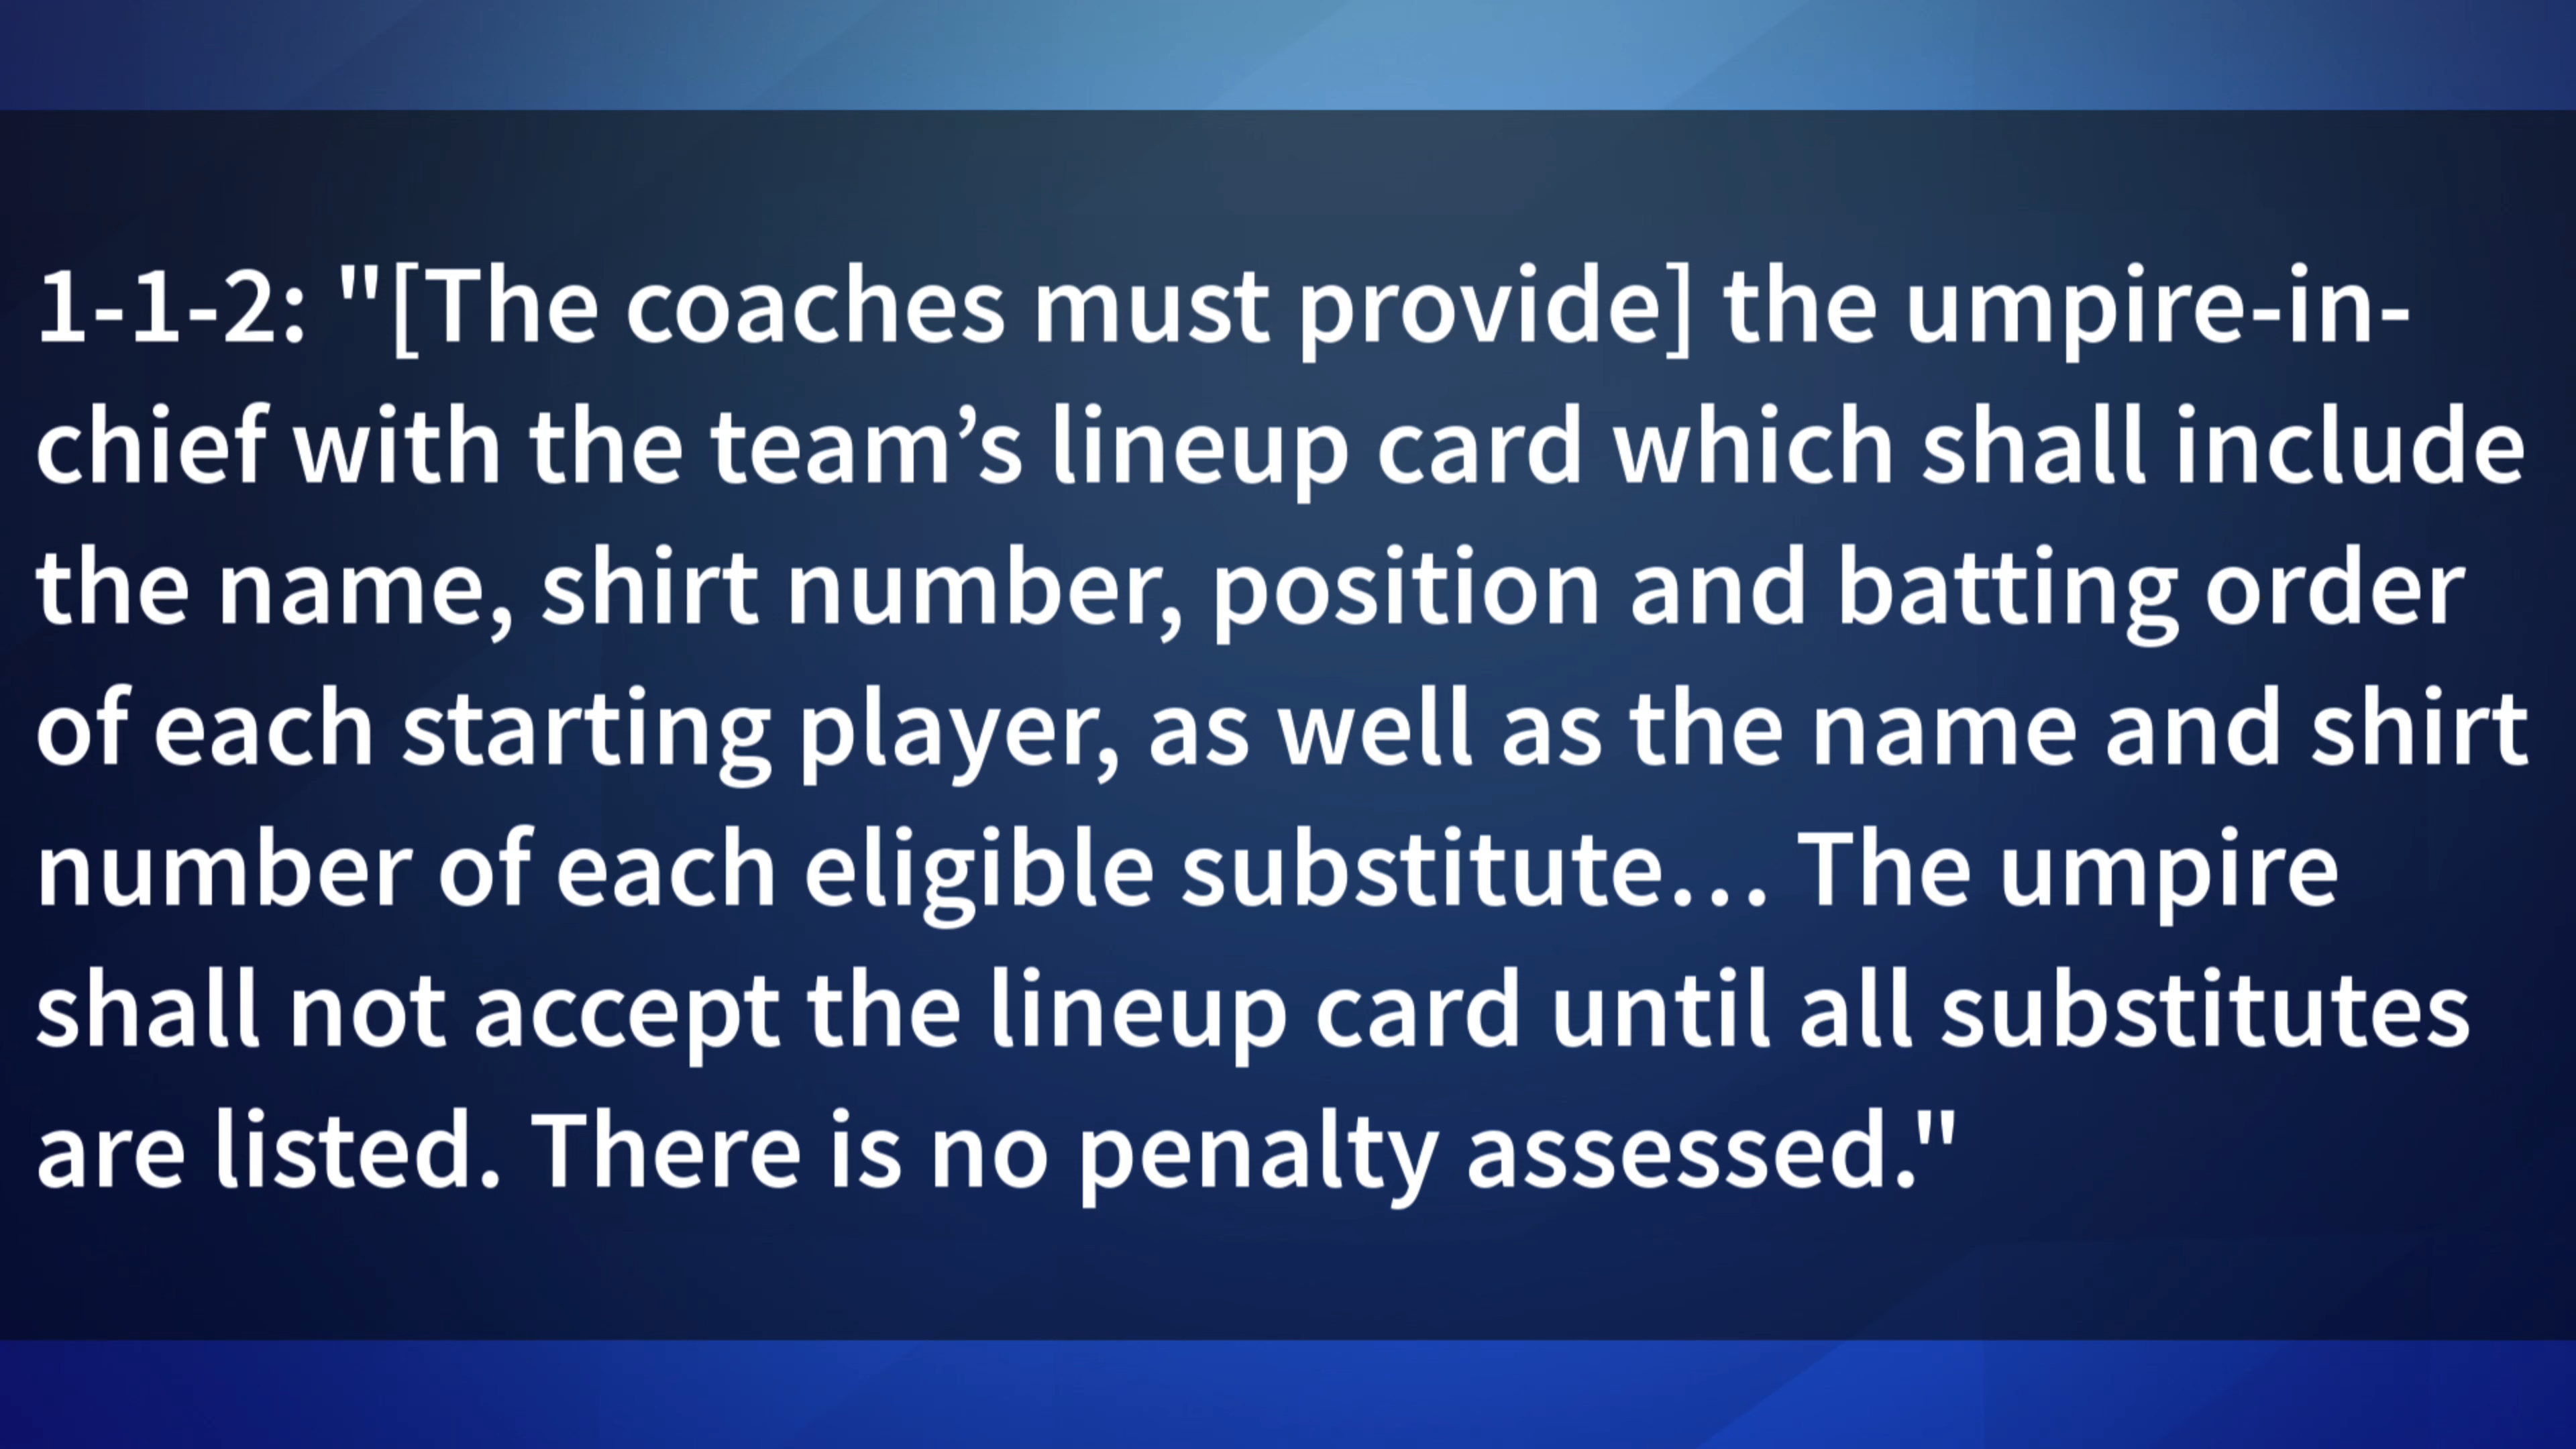 1-1-2: "[The coaches must provide] the umpire-in-
chief with the team’s lineup card which shall include
the name, shirt number, position and batting order
of each starting player, as well as the name and shirt
number of each eligible substitute… The umpire
shall not accept the lineup card until all substitutes
are listed. There is no penalty assessed."